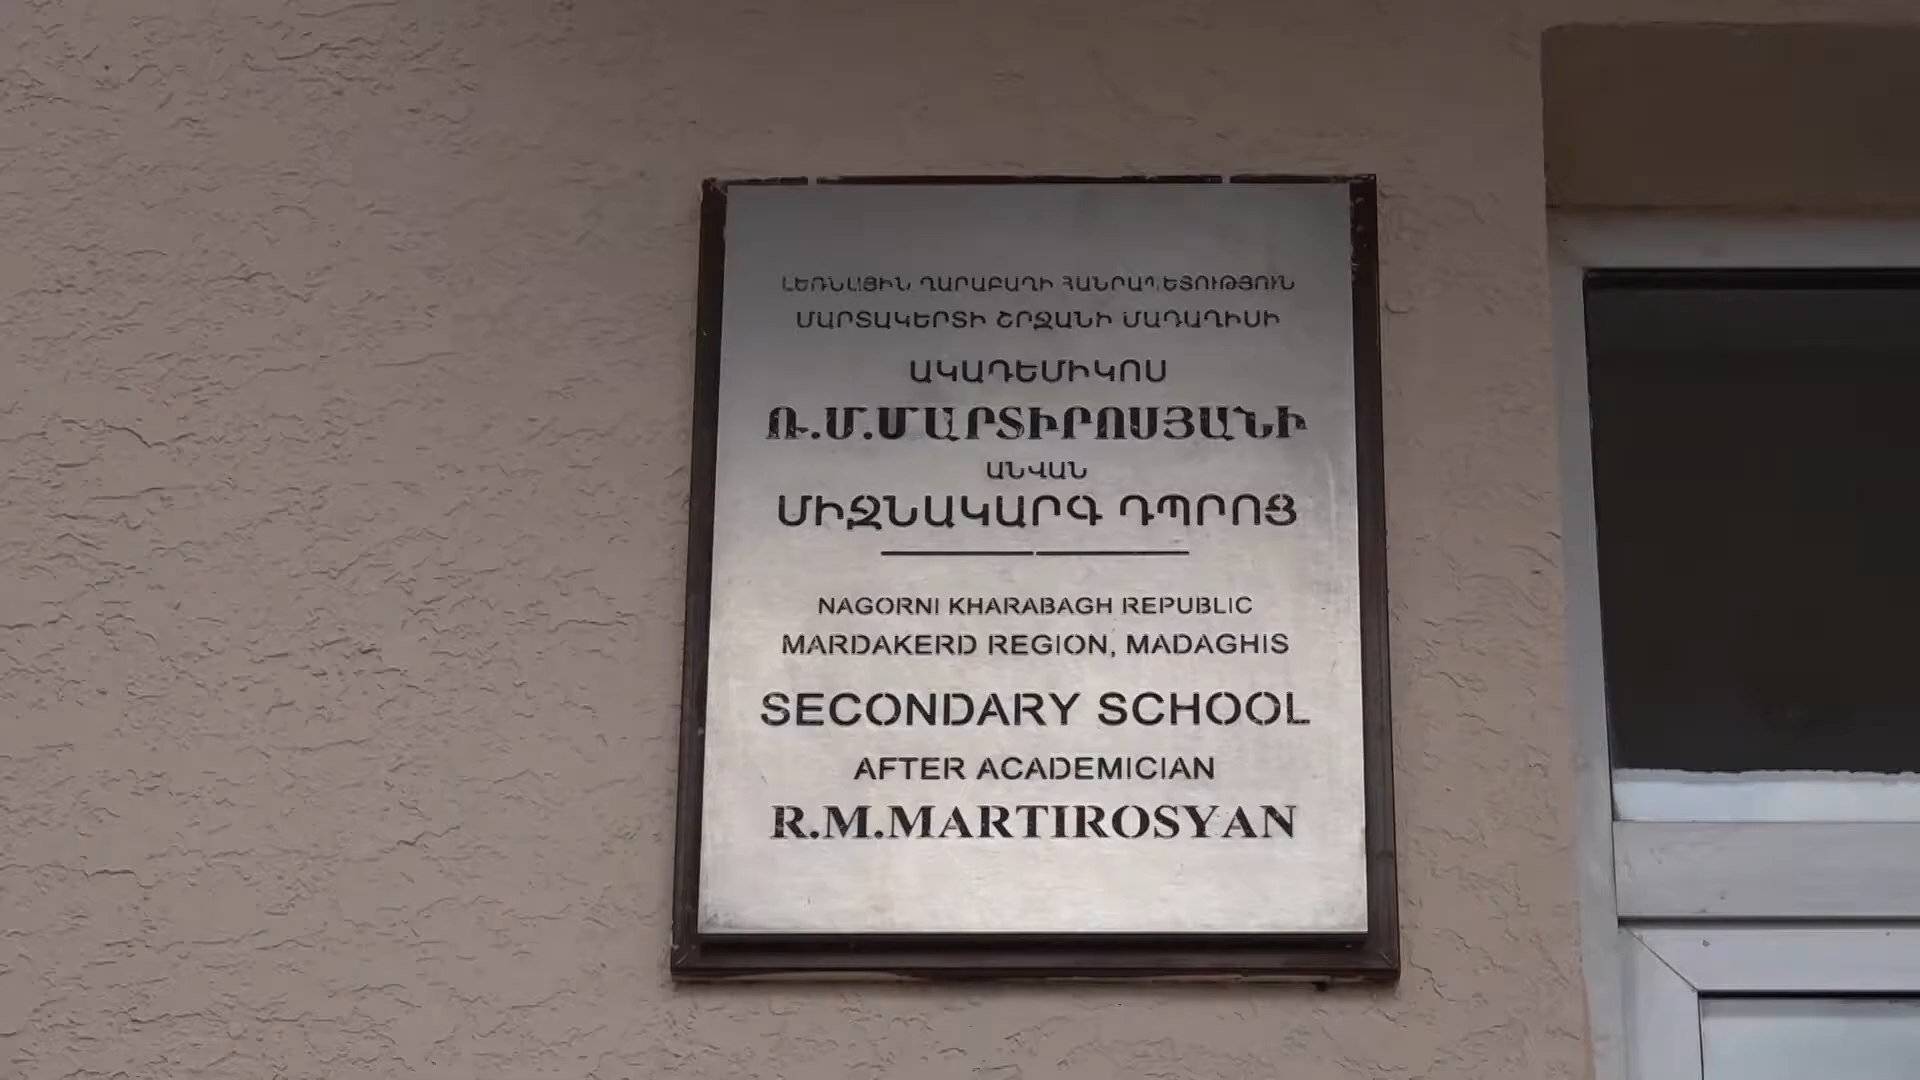 ԼԵՌՆԱՅԻՆ ՂԱՐԱԲԱՂԻ ՀԱՆՐԱՊԵՏՈՒԹՅՈՒՆ
ՄԱՐՏԱԿԵՐՏԻ ՇՐՋԱՆԻ ՄԱԴԱՂԻՍԻ
ԱԿԱԴԵՄԻԿՈՍ
Ռ.Մ.ՄԱՐՏԻՐՈՍՅԱՆԻ
ԱՆՎԱՆ
ՄԻՋՆԱԿԱՐԳ ԴՊՐՈՑ
NAGORNI KHARABAGH REPUBLIC
MARDAKERD REGION, MADAGHIS
SECONDARY SCHOOL
AFTER ACADEMICIAN
R.M.MARTIROSYAN